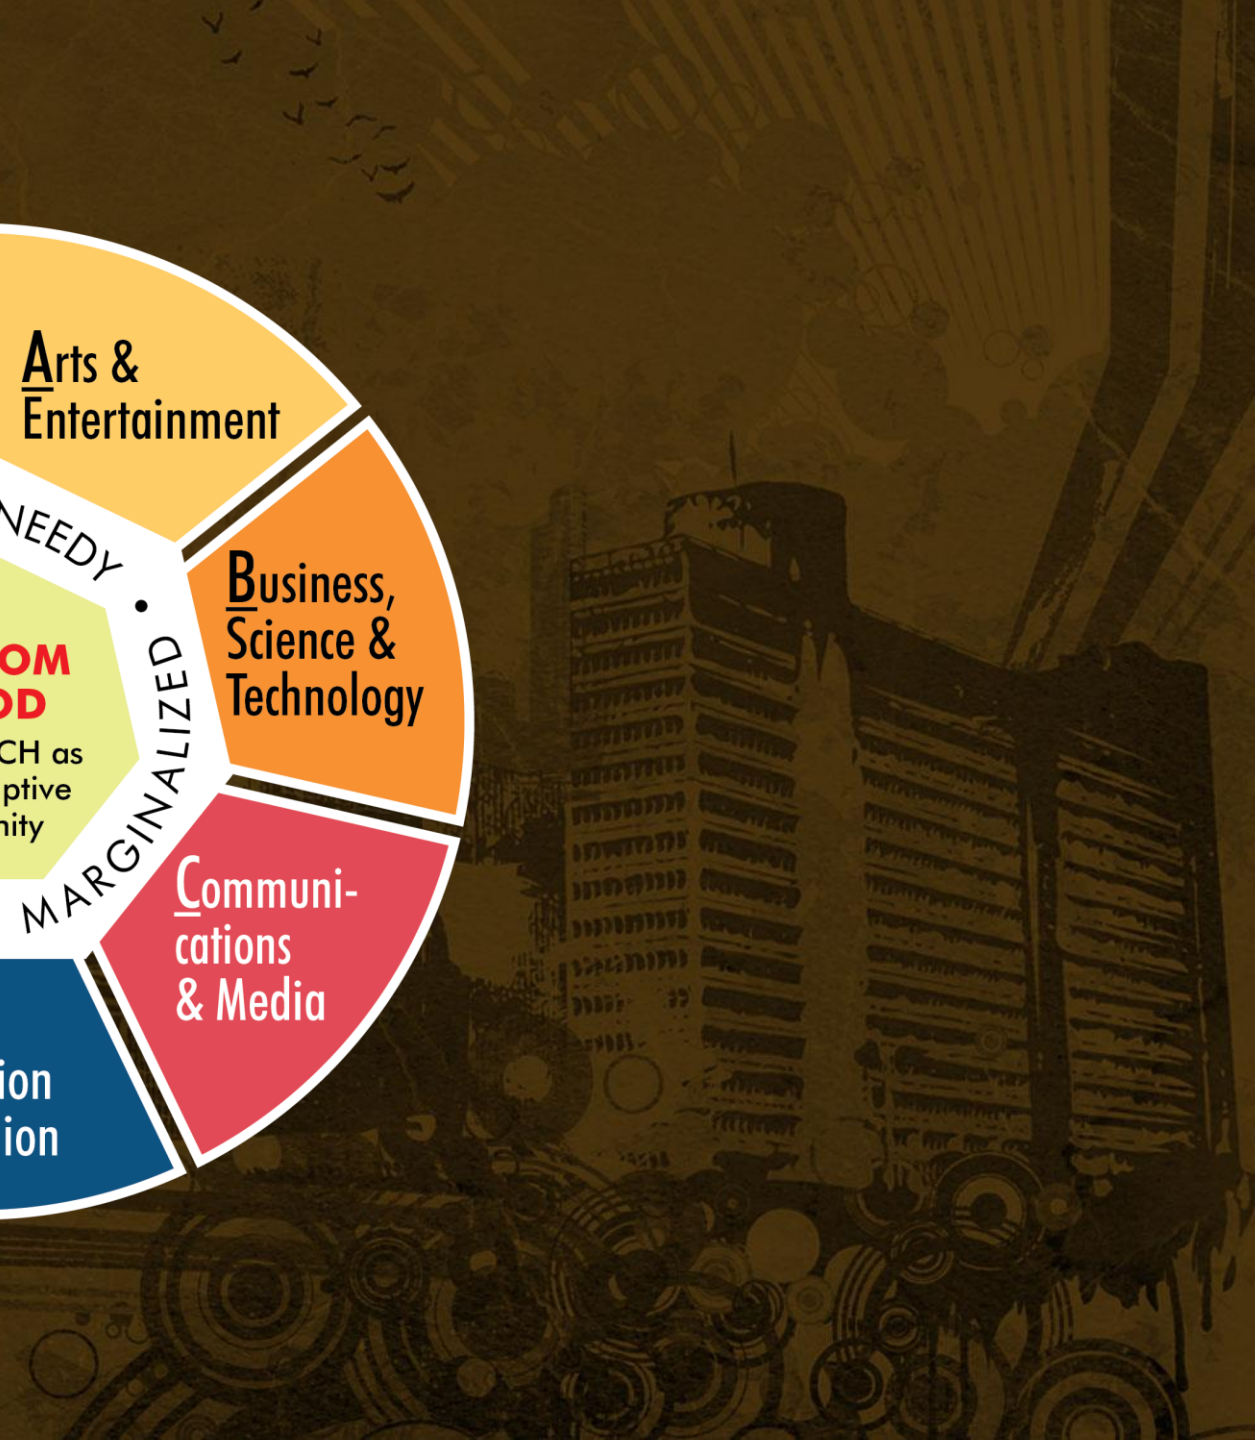 Arts &
Entertainment
NEEDY •
MARGINALIZED
Business,
Science &
Technology
OM
OD
CH as
ptive
nity
Communi-
cations
& Media
ion
ion